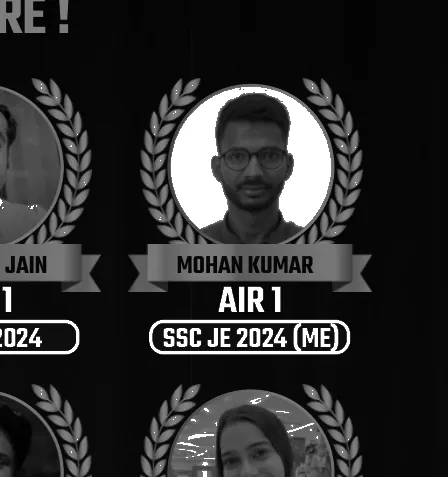 RE !
JAIN
MOHAN KUMAR
1
AIR 1
2024
SSC JE 2024 (ME)